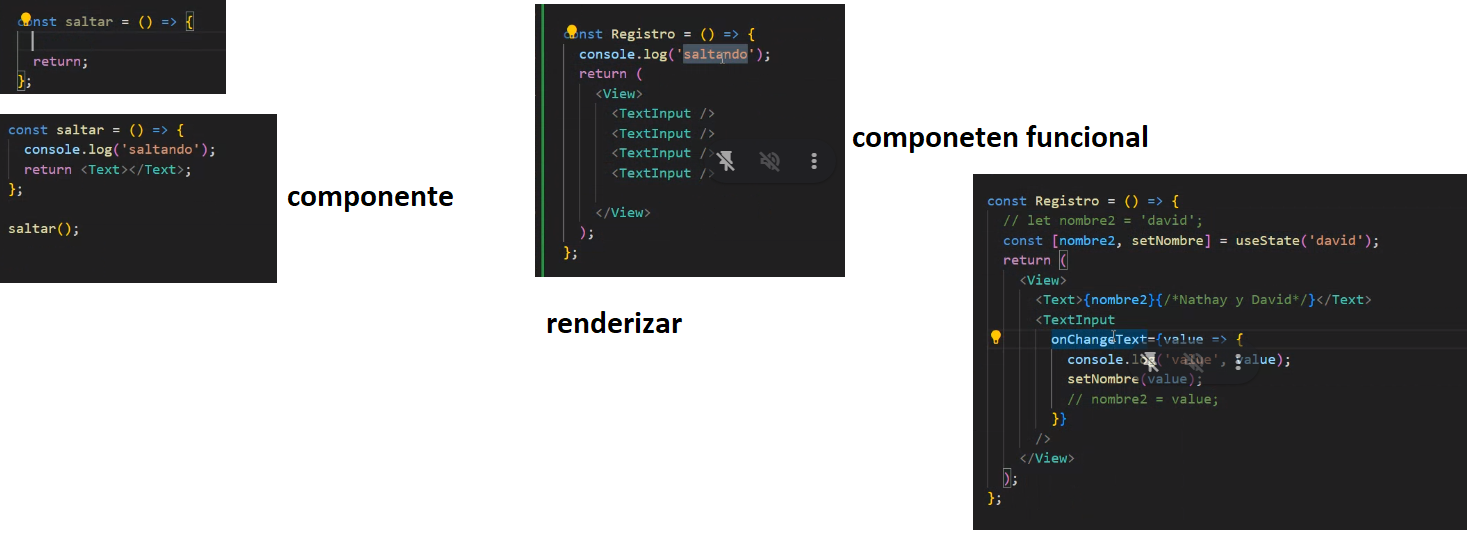 const saltar = () => {
return;
};
const saltar = () => {
console.log('saltando');
return <Text></Text>;
};
saltar();
componente
const Registro = () => {
console.log('saltando');
return (
<View>
<TextInput />
<TextInput />
<TextInput />
<TextInput />
</View>
);
};
renderizar
componeten funcional
const Registro = () => {
// let nombre2 = 'david';
const [nombre2, setNombre] = useState('david');
return (
<View>
<Text>{nombre2}{/*Nathay y David*/}</Text>
<TextInput
onChangeText={value => {
console.log('value', value);
setNombre(value);
// nombre2 = value;
}}
/>
</View>
);
};